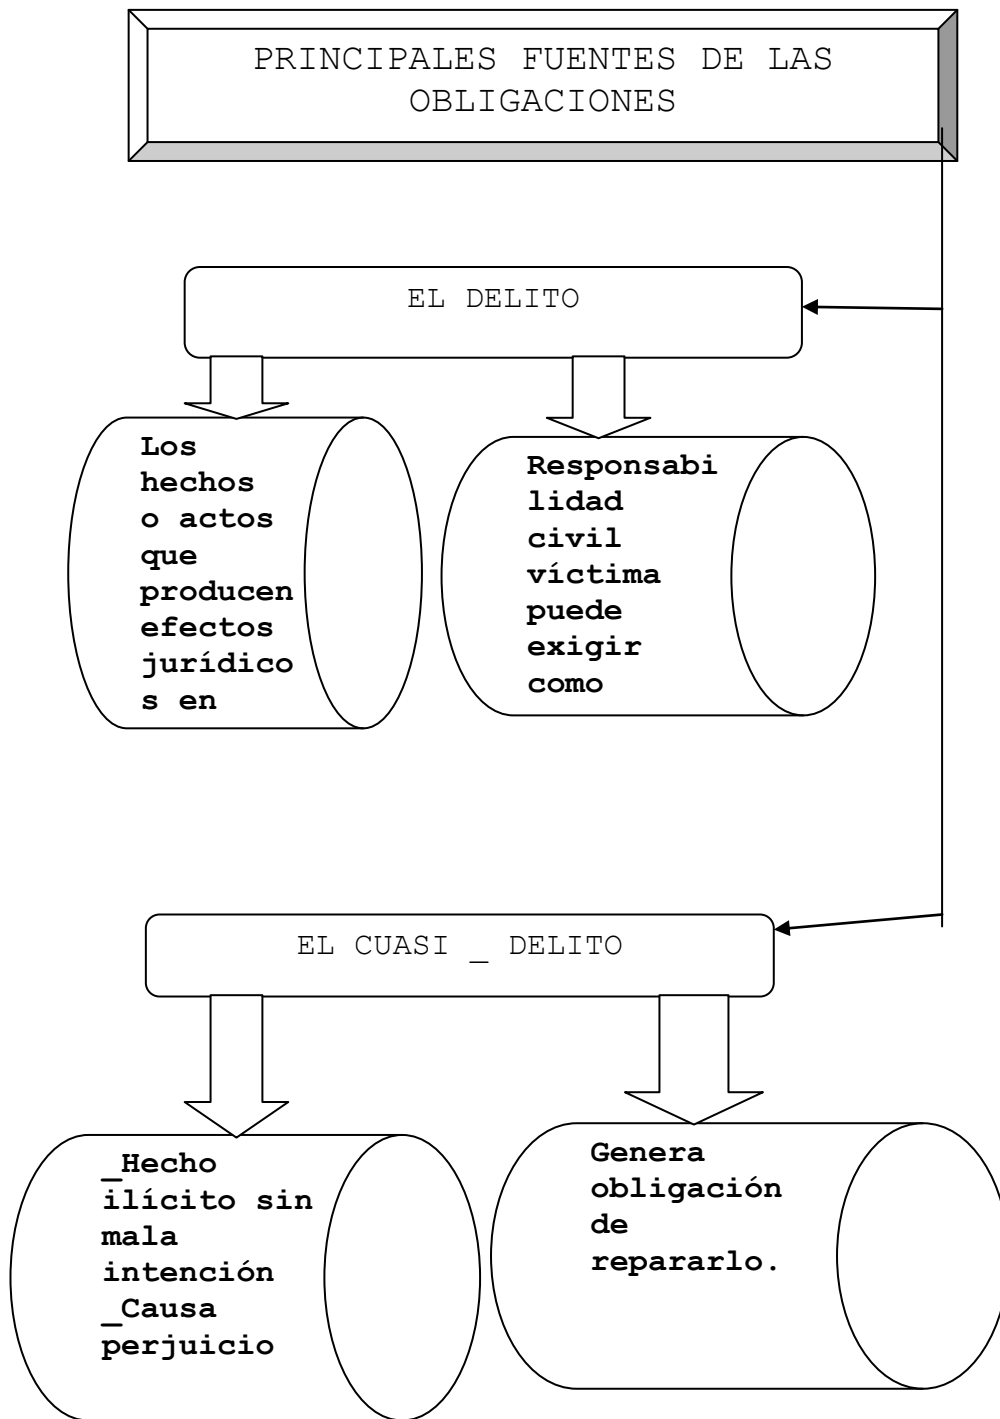 PRINCIPALES FUENTES DE LAS
OBLIGACIONES
EL DELITO
Los
hechos
o actos
que
producen
efectos
jurídico
s en
Responsabi
lidad
civil
víctima
puede
exigir
como
EL CUASI _ DELITO
_Hecho
ilícito sin
mala
intención
_Causa
perjuicio
Genera
obligación
de
repararlo.